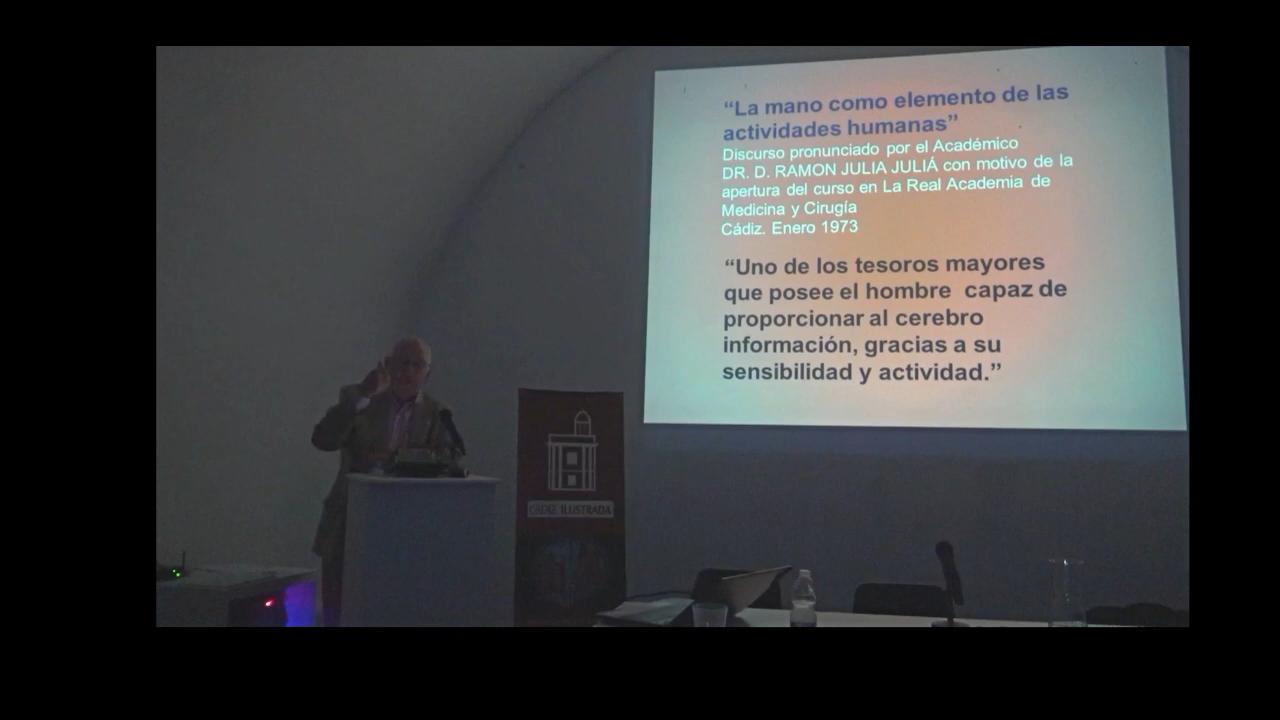 “La mano como elemento de las
actividades humanas”
Discurso pronunciado por el Académico
DR. D. RAMON JULIA JULIÁ con motivo de la
apertura del curso en La Real Academia de
Medicina y Cirugía
Cádiz. Enero 1973
“Uno de los tesoros mayores
que posee el hombre capaz de
proporcionar al cerebro
información, gracias a su
sensibilidad y actividad.”
CÁDIZ ILUSTRADA